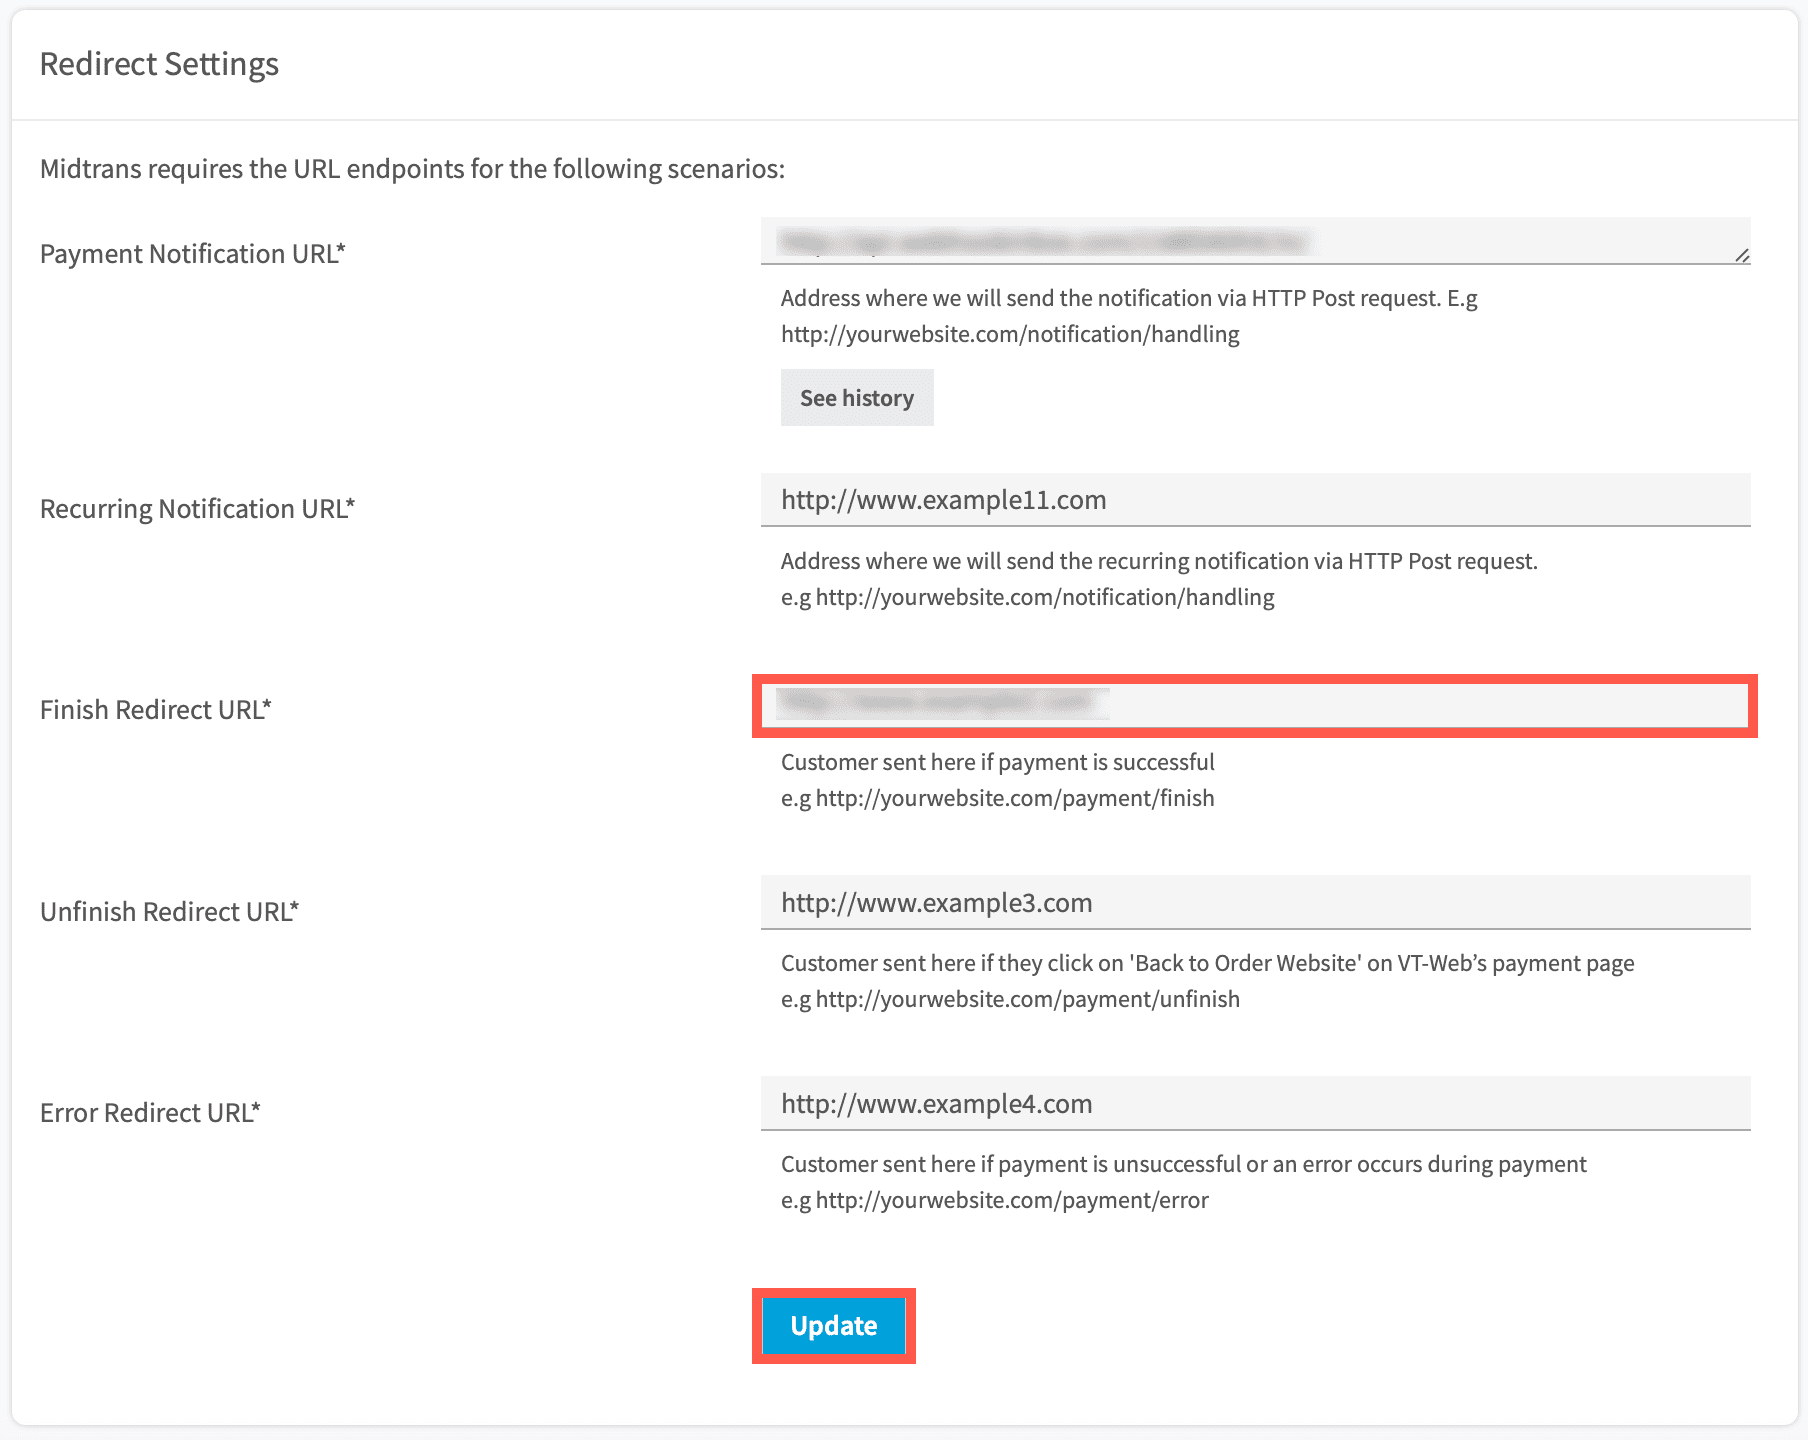 Redirect Settings
Midtrans requires the URL endpoints for the following scenarios:
Payment Notification URL*
Address where we will send the notification via HTTP Post request. E.g
http://yourwebsite.com/notification/handling
See history
Recurring Notification URL*
http://www.example11.com
Address where we will send the recurring notification via HTTP Post request.
e.g http://yourwebsite.com/notification/handling
Finish Redirect URL*
Customer sent here if payment is successful
e.g http://yourwebsite.com/payment/finish
Unfinish Redirect URL*
http://www.example3.com
Customer sent here if they click on 'Back to Order Website' on VT-Web’s payment page
e.g http://yourwebsite.com/payment/unfinish
Error Redirect URL*
http://www.example4.com
Customer sent here if payment is unsuccessful or an error occurs during payment
e.g http://yourwebsite.com/payment/error
Update